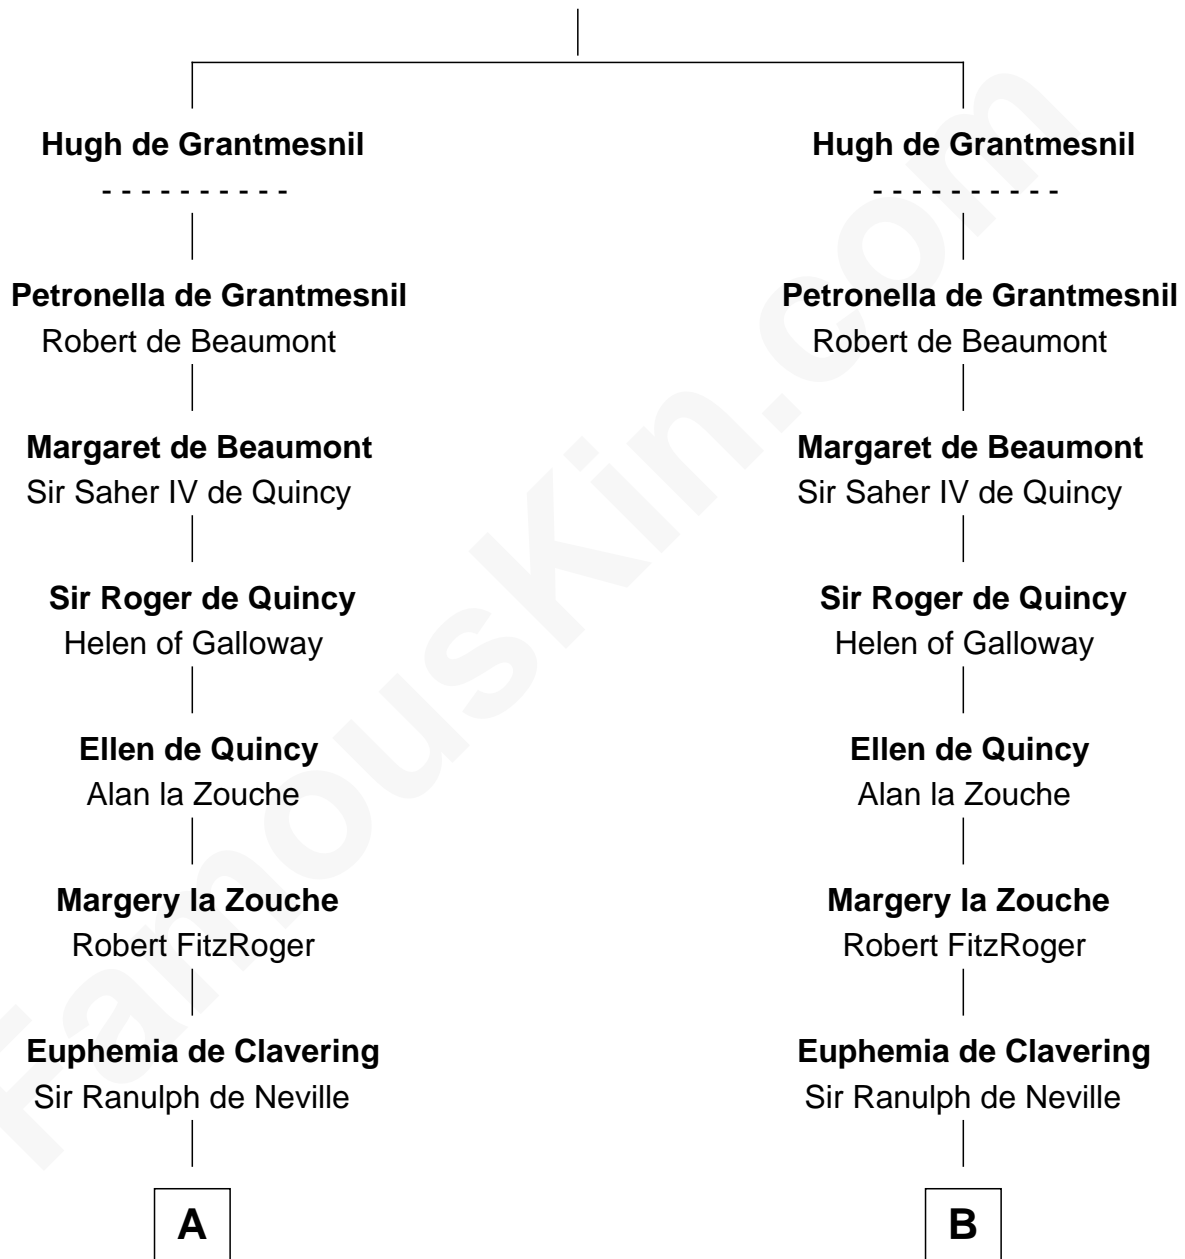 Hugh de Grantmesnil Hugh de Grantmesnil
- - - - - - - - - - - - - - - - - - - -
Petronella de Grantmesnil Petronella de Grantmesnil
Robert de Beaumont Robert de Beaumont
Margaret de Beaumont Margaret de Beaumont
Sir Saher IV de Quincy Sir Saher IV de Quincy
Sir Roger de Quincy Sir Roger de Quincy
Helen of Galloway Helen of Galloway
Ellen de Quincy Ellen de Quincy
Alan la Zouche Alan la Zouche
Margery la Zouche Margery la Zouche
Robert FitzRoger Robert FitzRoger
Euphemia de Clavering Euphemia de Clavering
Sir Ranulph de Neville Sir Ranulph de Neville
A B
FamousKin.com